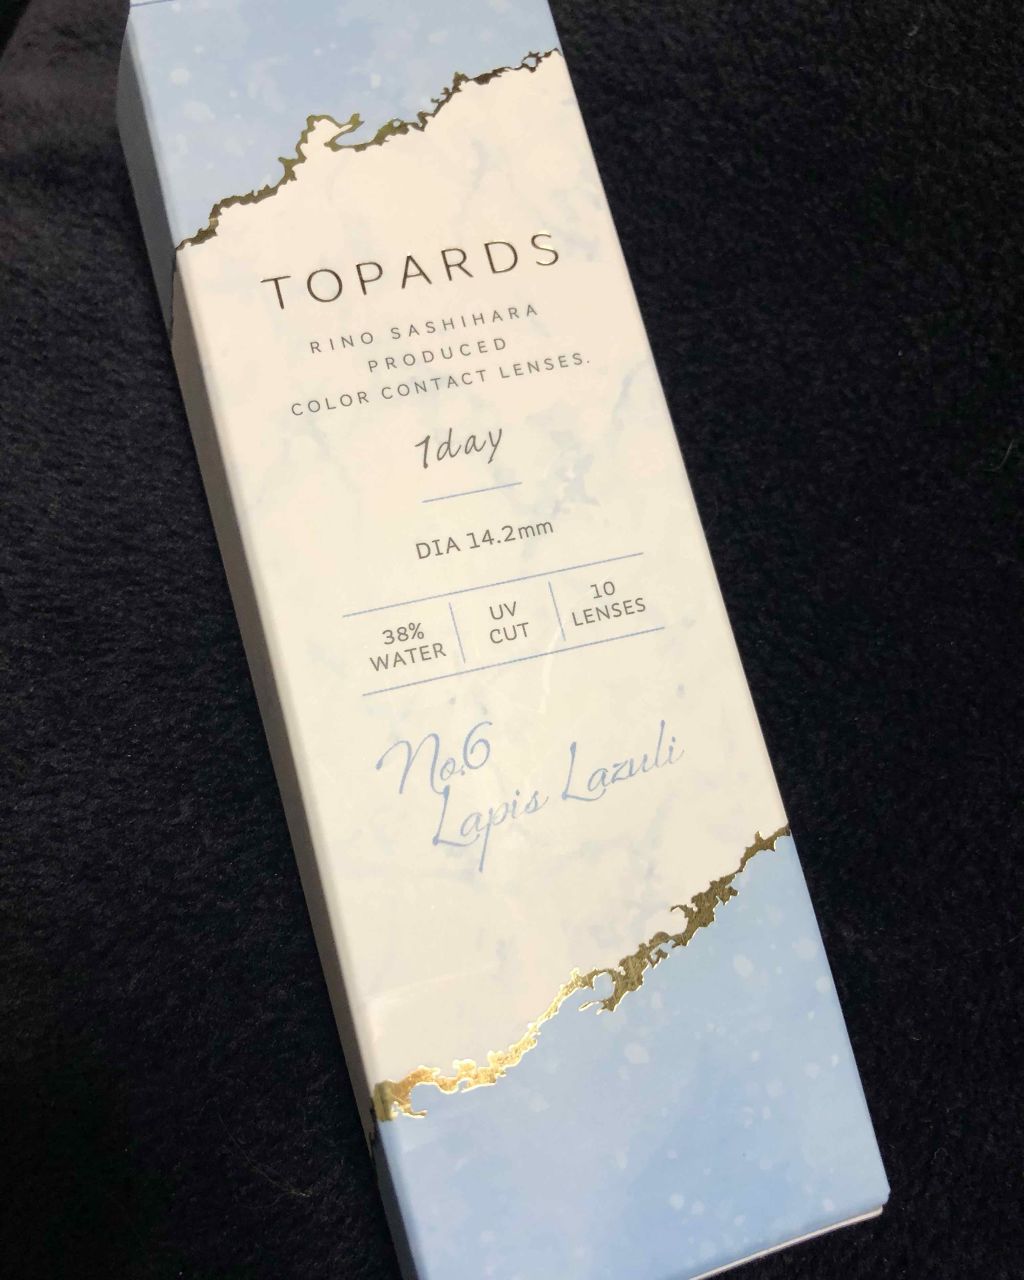 TOPARDS
RINO SASHIHARA
PRODUCED
COLOR CONTACT LENSES.
1day
DIA 14.2mm
38%
WATER
UV
CUT
10
LENSES
No.6
Lapis Lazuli